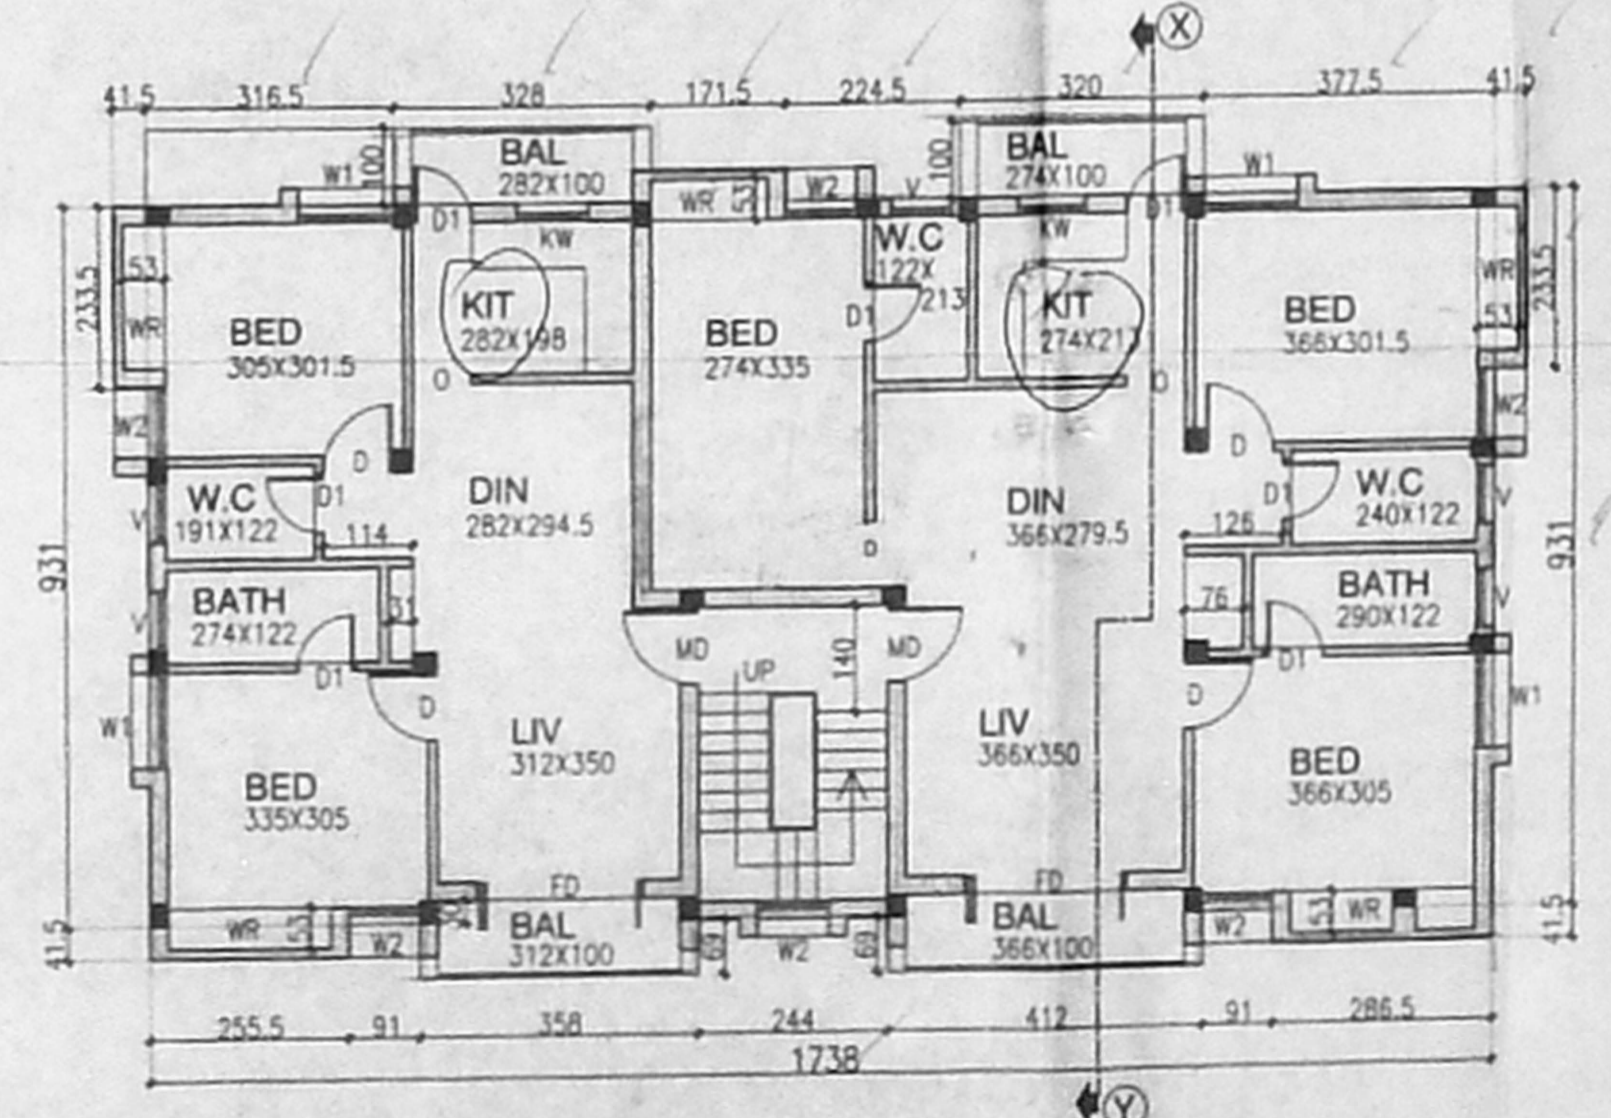 X
41.5 316.5 328 171.5 224.5 320 377.5 41.5
BAL
282X100
BAL
274X100
100
100
W1
W2
V
W1
WR
53
D1
KW
W.C
122X
213
KW
D1
53
WR
233.5
BED
305X301.5
KIT
282X198
BED
274X335
D1
KIT
BED
366X301.5
WR
53
233.5
O
O
W2
W2
D
D
W.C
191X122
D1
V
114
DIN
282X294.5
D
DIN
366X279.5
D1
W.C
240X122
V
126
931
931
BATH
274X122
V
31
76
BATH
290X122
V
D1
MD
MD
140
UP
D1
D
D
W1
W1
LIV
312X350
LIV
366X350
BED
335X305
BED
366X305
FD
FD
WR
53
W2
BAL
312X100
69
W2
69
BAL
366X100
W2
53
WR
41.5
41.5
255.5 91 358 244 412 91 286.5
1738
Y